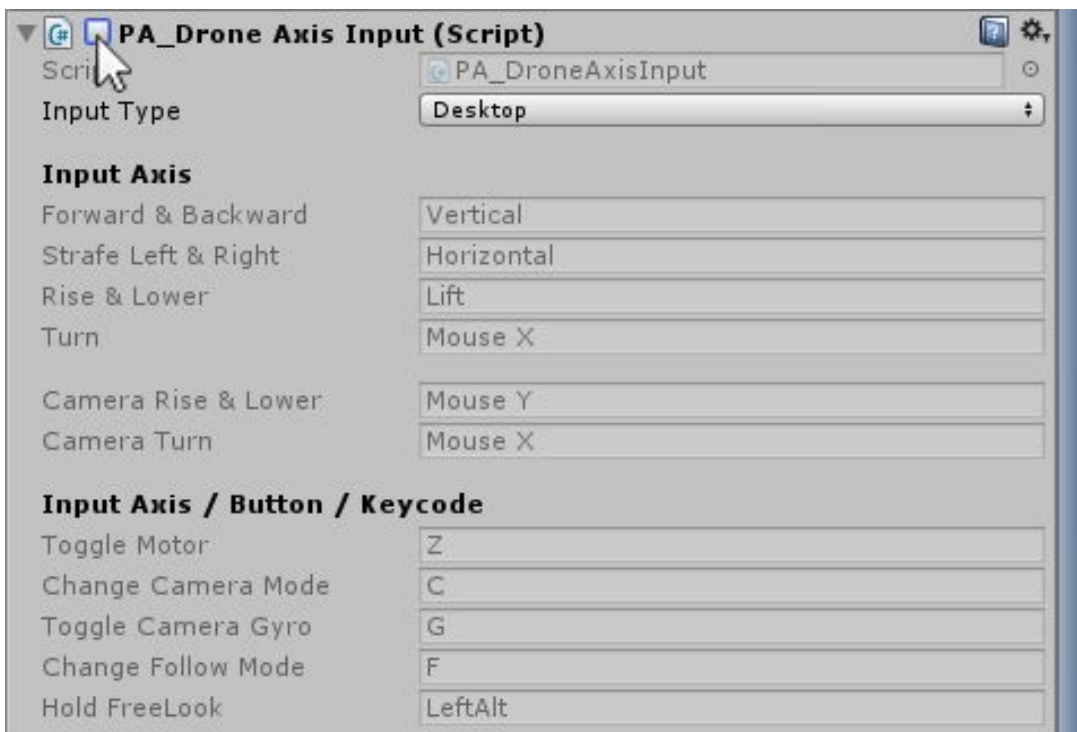 PA_Drone Axis Input (Script)
Scri PA_DroneAxisInput
Input Type Desktop
Input Axis
Forward & Backward Vertical
Strafe Left & Right Horizontal
Rise & Lower Lift
Turn Mouse X
Camera Rise & Lower Mouse Y
Camera Turn Mouse X
Input Axis / Button / Keycode
Toggle Motor Z
Change Camera Mode C
Toggle Camera Gyro G
Change Follow Mode F
Hold FreeLook LeftAlt